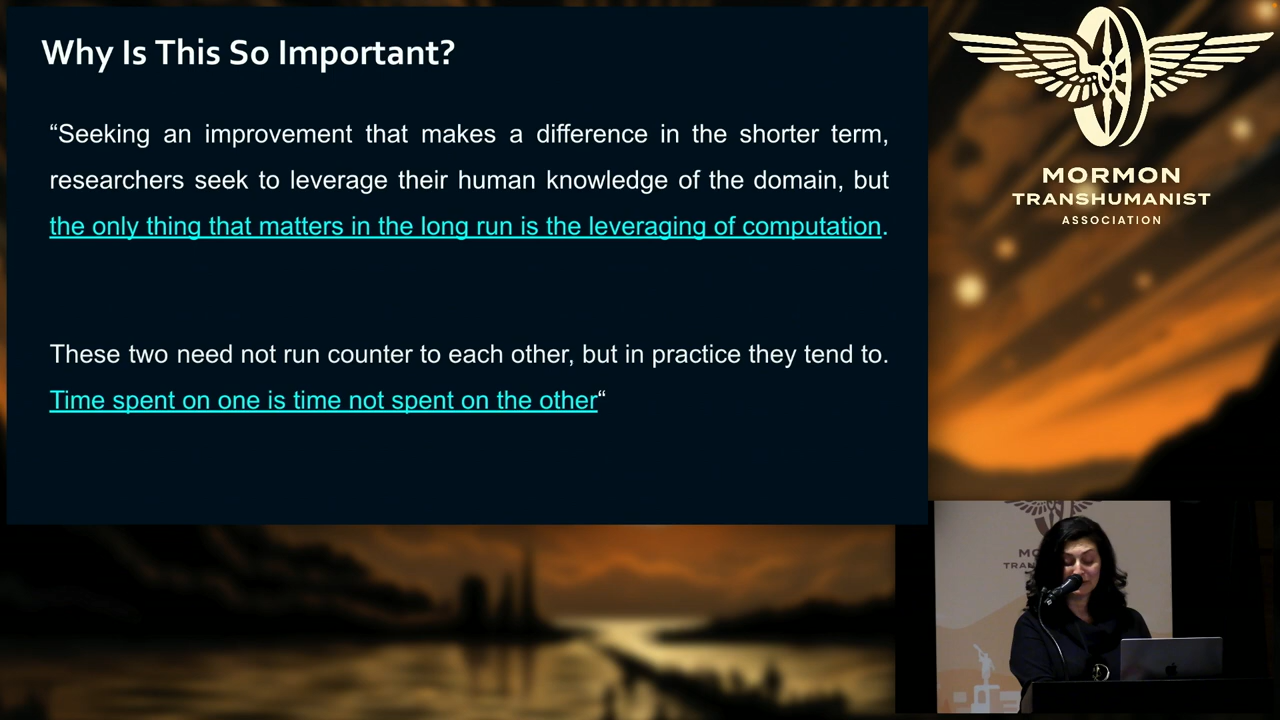 Why Is This So Important?
“Seeking an improvement that makes a difference in the shorter term,
researchers seek to leverage their human knowledge of the domain, but
the only thing that matters in the long run is the leveraging of computation.
These two need not run counter to each other, but in practice they tend to.
Time spent on one is time not spent on the other“
MORMON
TRANSHUMANIST
ASSOCIATION
MO
TRAN